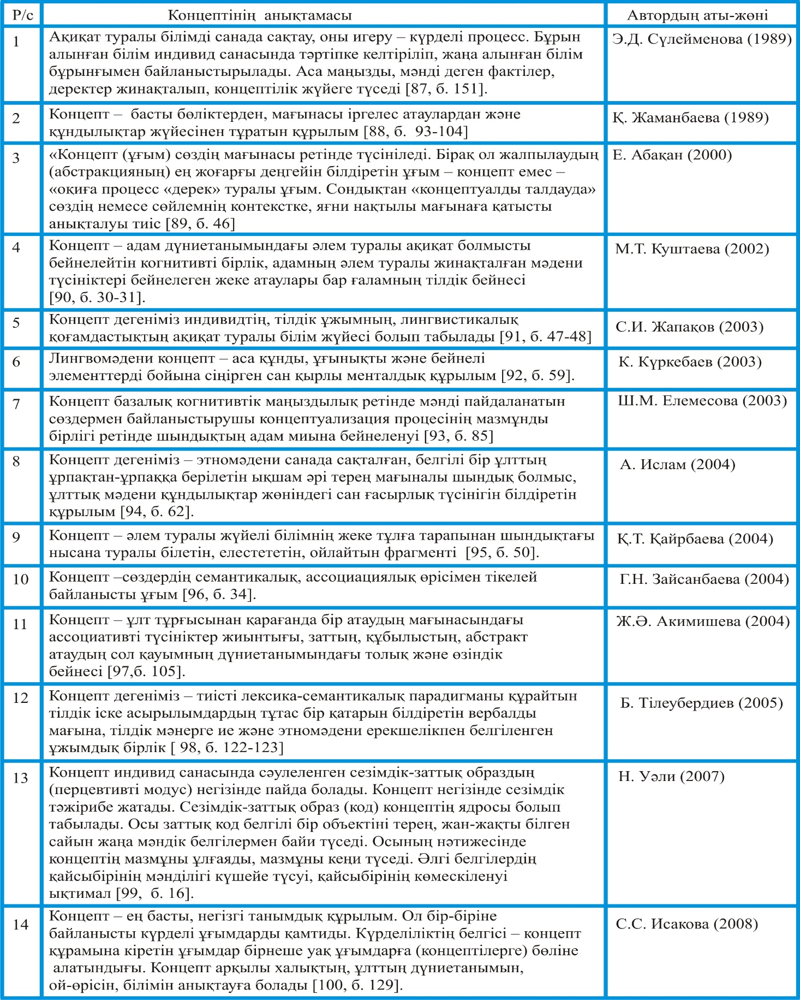 Р/с Концептінің анықтамасы Автордың аты-жөні
1 Ақиқат туралы білімді санада сақтау, оны игеру – күрделі процесс. Бұрын Э.Д. Сүлейменова (1989)
алынған білім индивид санасында тәртіпке келтіріліп, жаңа алынған білім
бұрынғымен байланыстырылады. Аса маңызды, мәнді деген фактілер,
деректер жинақталып, концептілік жүйеге түседі [87, б. 151].
2 Концепт – басты бөліктерден, мағынасы іргелес атаулардан және Қ. Жаманбаева (1989)
құндылықтар жүйесінен тұратын құрылым [88, б. 93-104]
3 «Концепт (ұғым) сөздің мағынасы ретінде түсініледі. Бірақ ол жалпылаудың Е. Абақан (2000)
(абстракцияның) ең жоғарғы деңгейін білдіретін ұғым – концепт емес –
«оқиға процесс «дерек» туралы ұғым. Сондықтан «концептуалды талдауда»
сөздің немесе сөйлемнің контекстке, яғни нақтылы мағынаға қатысты
анықталуы тиіс [89, б. 46]
4 Концепт – адам дүниетанымындағы әлем туралы ақиқат болмысты М.Т. Куштаева (2002)
бейнелейтін когнитивті бірлік, адамның әлем туралы жинақталған мәдени
түсініктері бейнелеген жеке атаулары бар ғаламның тілдік бейнесі
[90, б. 30-31].
5 Концепт дегеніміз индивидтің, тілдік ұжымның, лингвистикалық С.И. Жапақов (2003)
қоғамдастықтың ақиқат туралы білім жүйесі болып табылады [91, б. 47-48]
6 Лингвомәдени концепт – аса құнды, ұғынықты және бейнелі К. Күркебаев (2003)
элементтерді бойына сіңірген сан қырлы менталдық құрылым [92, б. 59].
7 Концепт базалық когнитивтік маңыздылық ретінде мәнді пайдаланатын Ш.М. Елемесова (2003)
сөздермен байланыстырушы концептуализация процесінің мазмұнды
бірлігі ретінде шындықтың адам миына бейнеленуі [93, б. 85]
8 Концепт дегеніміз – этномәдени санада сақталған, белгілі бір ұлттың А. Ислам (2004)
ұрпақтан-ұрпаққа берілетін ықшам әрі терең мағыналы шындық болмыс,
ұлттық мәдени құндылықтар жөніндегі сан ғасырлық түсінігін білдіретін
құрылым [94, б. 62].
9 Концепт – әлем туралы жүйелі білімнің жеке тұлға тарапынан шындықтағы Қ.Т. Қайрбаева (2004)
нысана туралы білетін, елестететін, ойлайтын фрагменті [95, б. 50].
10 Концепт –сөздердің семантикалық, ассоциациялық өрісімен тікелей Г.Н. Зайсанбаева (2004)
байланысты ұғым [96, б. 34].
11 Концепт – ұлт тұрғысынан қарағанда бір атаудың мағынасындағы Ж.Ә. Акимишева (2004)
ассоциативті түсініктер жиынтығы, заттың, құбылыстың, абстракт
атаудың сол қауымның дүниетанымындағы толық және өзіндік
бейнесі [97,б. 105].
12 Концепт дегеніміз – тиісті лексика-семантикалық парадигманы құрайтын Б. Тілеубердиев (2005)
тілдік іске асырылымдардың тұтас бір қатарын білдіретін вербалды
мағына, тілдік мәнерге ие және этномәдени ерекшелікпен белгіленген
ұжымдық бірлік [ 98, б. 122-123]
13 Концепт индивид санасында сәулеленген сезімдік-заттық образдың Н. Уәли (2007)
(перцевтивті модус) негізінде пайда болады. Концепт негізінде сезімдік
тәжірибе жатады. Сезімдік-заттық образ (код) концептің ядросы болып
табылады. Осы заттық код белгілі бір объектіні терең, жан-жақты білген
сайын жаңа мәндік белгілермен байи түседі. Осының нәтижесінде
концептің мазмұны ұлғаяды, мазмұны кеңи түседі. Әлгі белгілердің
қайсыбірінің мәнділігі күшейе түсуі, қайсыбірінің көмескіленуі
ықтимал [99, б. 16].
14 Концепт – ең басты, негізгі танымдық құрылым. Ол бір-біріне С.С. Исакова (2008)
байланысты күрделі ұғымдарды қамтиды. Күрделіліктің белгісі – концепт
құрамына кіретін ұғымдар бірнеше уақ ұғымдарға (концептілерге) бөліне
алатындығы. Концепт арқылы халықтың, ұлттың дүниетанымын,
ой-өрісін, білімін анықтауға болады [100, б. 129].